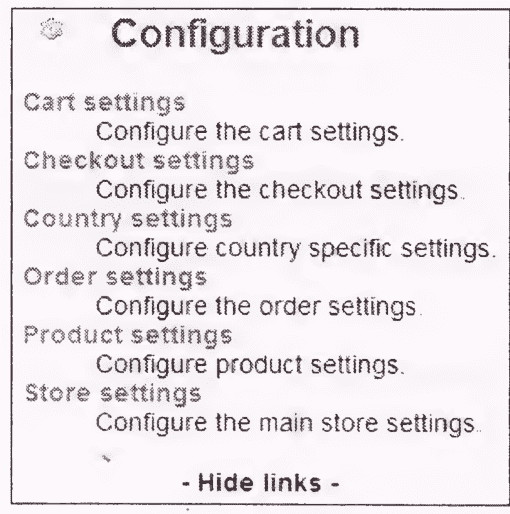 Configuration
Cart settings
Configure the cart settings.
Checkout settings
Configure the checkout settings.
Country settings
Configure country specific settings.
Order settings
Configure the order settings.
Product settings
Configure product settings.
Store settings
Configure the main store settings.
- Hide links -